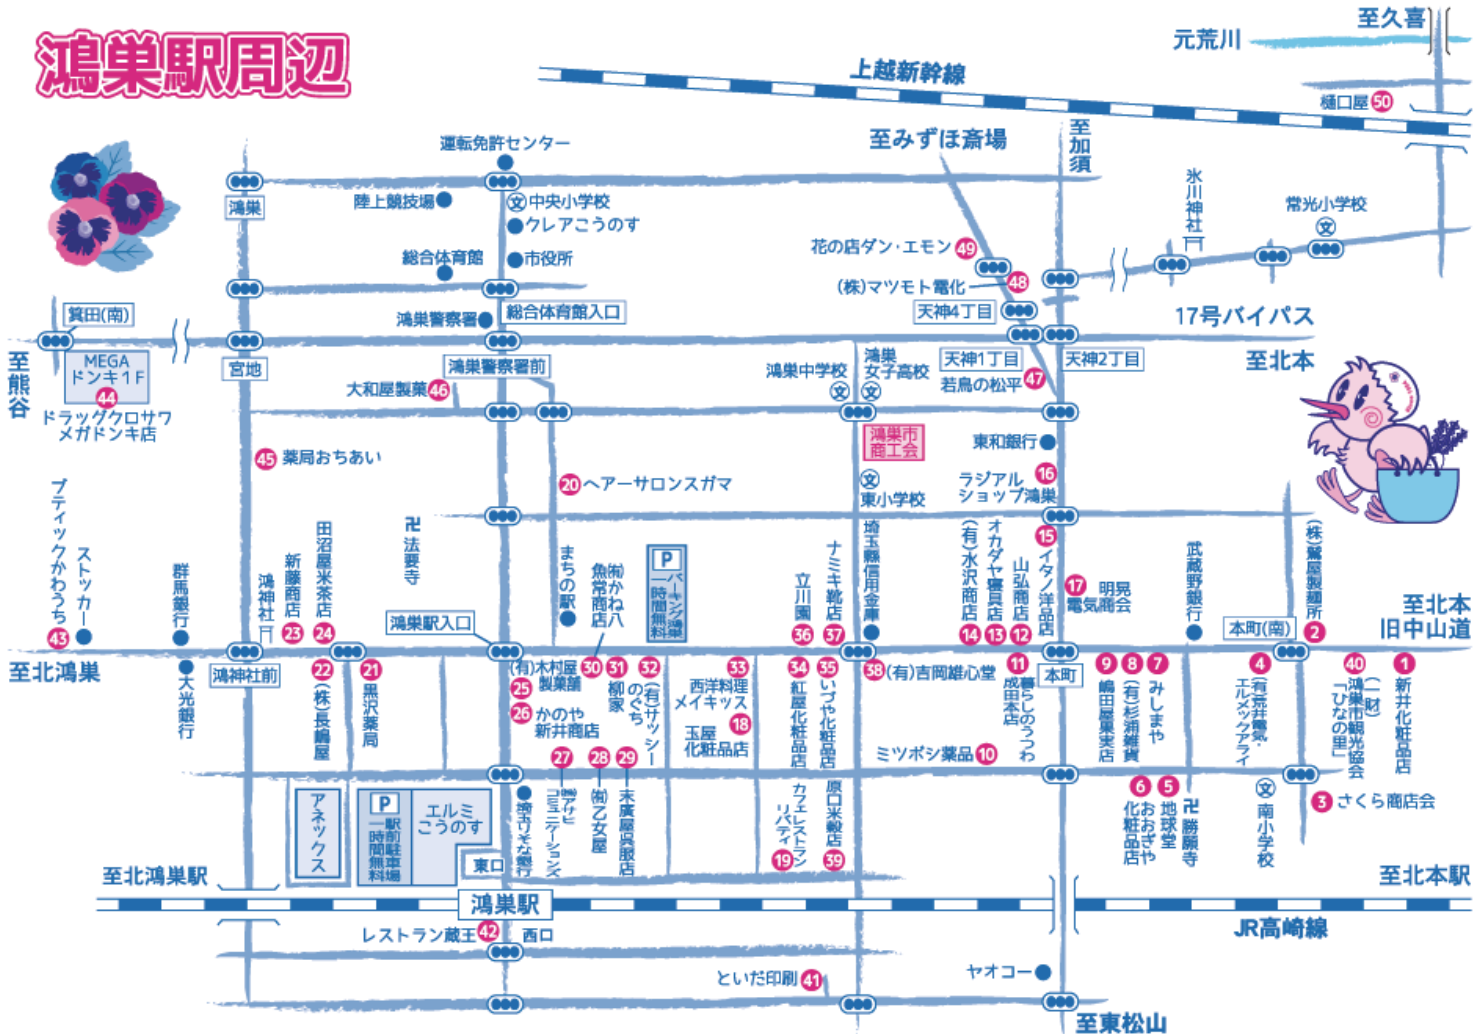 鴻巣駅周辺
至久喜
元荒川
上越新幹線
樋口屋 50
至みずほ斎場
至加須
運転免許センター
陸上競技場
中央小学校
クレアこうのす
総合体育館
市役所
鴻巣
氷川神社
常光小学校
花の店ダン・エモン 49
(株)マツモト電化 48
天神4丁目
17号バイパス
至北本
箕田(南)
鴻巣警察署
総合体育館入口
至熊谷
MEGA
ドンキ1F
44
ドラッグクロサワ
メガドンキ店
宮地
鴻巣警察署前
大和屋製菓 46
鴻巣中学校
鴻巣
女子高校
天神1丁目
天神2丁目
若鳥の松平 47
鴻巣市
商工会
東和銀行
45 薬局おちあい
20 ヘアーサロンスガマ
文
東小学校
16
ラジアル
ショップ鴻巣
ブティックかわうち
43
ストッカー
群馬銀行
大光銀行
鴻神社
新藤商店
23
田沼屋米茶店
24
卍 法要寺
鴻巣駅入口
まちの駅
魚常商店
㈲かね八
30
P
パーキング鴻巣
一時間無料
立川園
36
ナミキ靴店
37
埼玉縣信用金庫
(有)水沢商店
14
オカダヤ寝具店
13
山弘商店
12
15
イタノ洋品店
17 明晃
電気商会
武蔵野銀行
本町(南)
(株)鷲屋製麺所
2
至北本
旧中山道
至北鴻巣
鴻神社前
22
(株)長嶋屋
21
黒沢薬局
(有)木村屋
製菓舗
25
26 かのや
新井商店
31
柳家
のぐち
32
(有)サッシー
33
西洋料理
メイキッス
18
玉屋
化粧品店
34
紅屋化粧品店
35
いづや化粧品店
38 (有)吉岡雄心堂
11
暮らしのうつわ
成田本店
本町
9
嶋田屋果実店
8
(有)杉浦雑貨
7
みしまや
4
(有)荒井電気・
エルメックアライ
40
(一財)
鴻巣市観光協会
「ひなの里」
1
新井化粧品店
ミツボシ薬品 10
27
㈱アサヒ
コミュニケーションズ
28
㈲乙女屋
29
末廣屋呉服店
埼玉りそな銀行
カフェレストラン
リバティ
19
原口米穀店
39
6
おおぎや
化粧品店
5
地球堂
卍 勝願寺
文
南小学校
3 さくら商店会
アネックス
P
駅前駐車場
一時間無料
エルミ
こうのす
東口
至北鴻巣駅
鴻巣駅
至北本駅
JR高崎線
レストラン蔵王 42
西口
といだ印刷 41
ヤオコー
至東松山